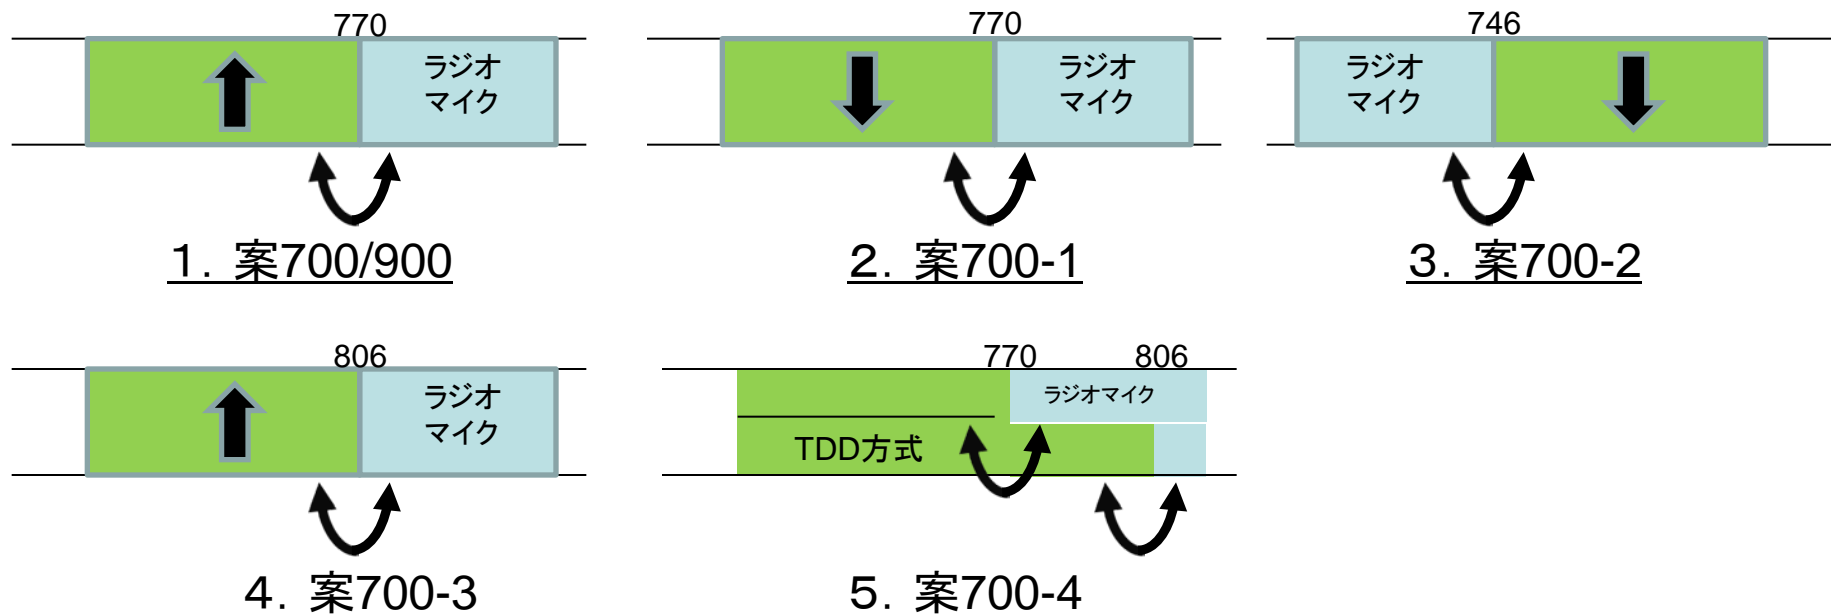 770
ラジオ
マイク
1. 案700/900
770
ラジオ
マイク
2. 案700-1
746
ラジオ
マイク
3. 案700-2
806
ラジオ
マイク
4. 案700-3
770
806
ラジオマイク
TDD方式
5. 案700-4